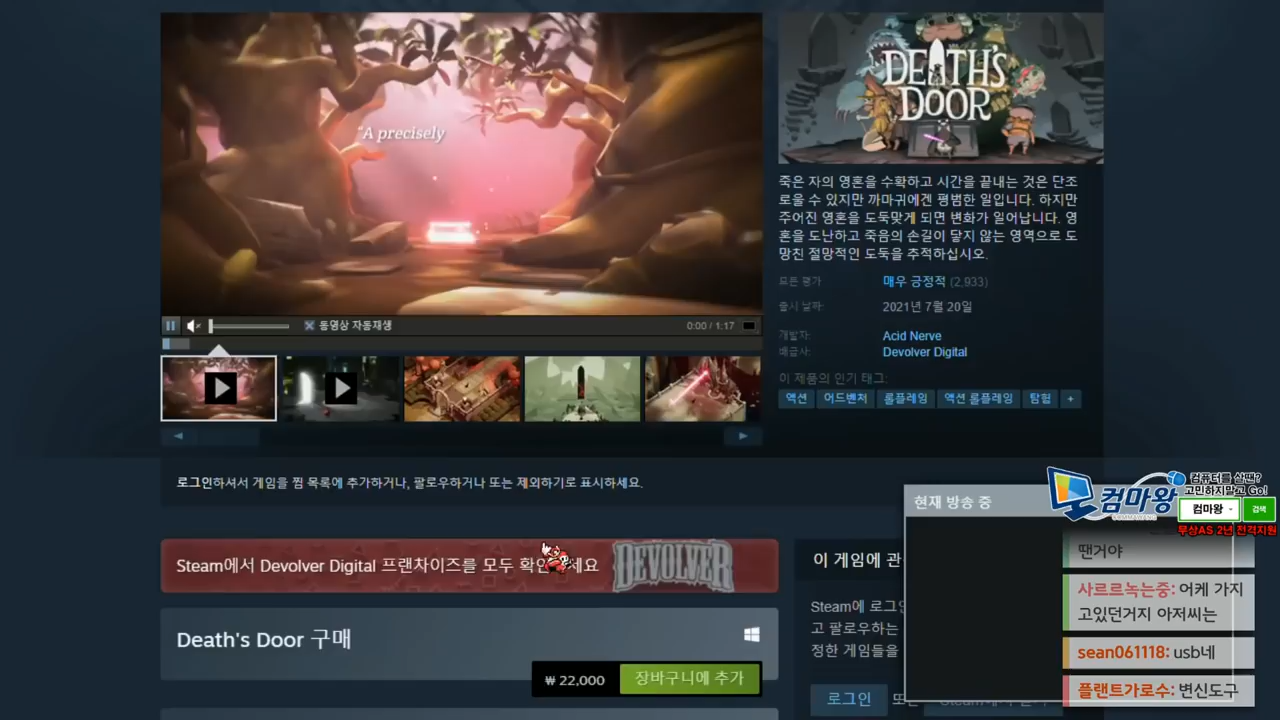 "A precisely
DEATH'S
DOOR
죽은 자의 영혼을 수확하고 시간을 끝내는 것은 단조
로울 수 있지만 까마귀에겐 평범한 일입니다. 하지만
주어진 영혼을 도둑맞게 되면 변화가 일어납니다. 영
혼을 도난하고 죽음의 손길이 닿지 않는 영역으로 도
망친 절망적인 도둑을 추적하십시오.
모든 평가
매우 긍정적 (2,933)
출시 날짜:
2021년 7월 20일
개발자:
Acid Nerve
배급사:
Devolver Digital
이 제품의 인기 태그:
액션 어드벤처 롤플레잉 액션 롤플레잉 탐험 +
동영상 자동재생
0:00 / 1:17
로그인하셔서 게임을 찜 목록에 추가하거나, 팔로우하거나 또는 제외하기로 표시하세요.
Steam에서 Devolver Digital 프랜차이즈를 모두 확인 세요
DEVOLVER
Death's Door 구매
₩ 22,000
장바구니에 추가
이 게임에 관
Steam에 로그인
고 팔로우하는
정한 게임들을
로그인
또는
현재 방송 중
컴마왕
컴퓨터를 살땐?
고민하지말고 Go!
컴마왕
검색
무상AS 2년 전격지원
땐거야
사르르녹는중: 어케 가지
고있던거지 아저씨는
sean061118: usb네
플랜트가로수: 변신도구